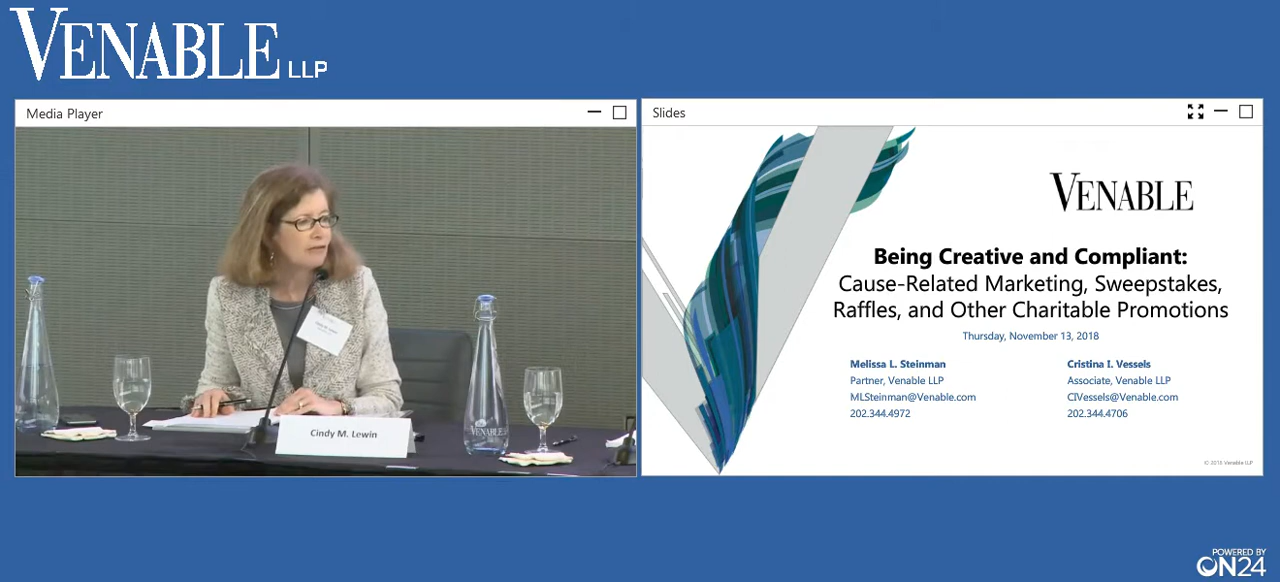 VENABLE LLP
Media Player
Cindy M. Lewin
VENABLE
Slides
VENABLE
Being Creative and Compliant:
Cause-Related Marketing, Sweepstakes,
Raffles, and Other Charitable Promotions
Thursday, November 13, 2018
Melissa L. Steinman
Partner, Venable LLP
MLSteinman@Venable.com
202.344.4972
Cristina I. Vessels
Associate, Venable LLP
CIVessels@Venable.com
202.344.4706
© 2018 Venable LLP
POWERED BY
ON24